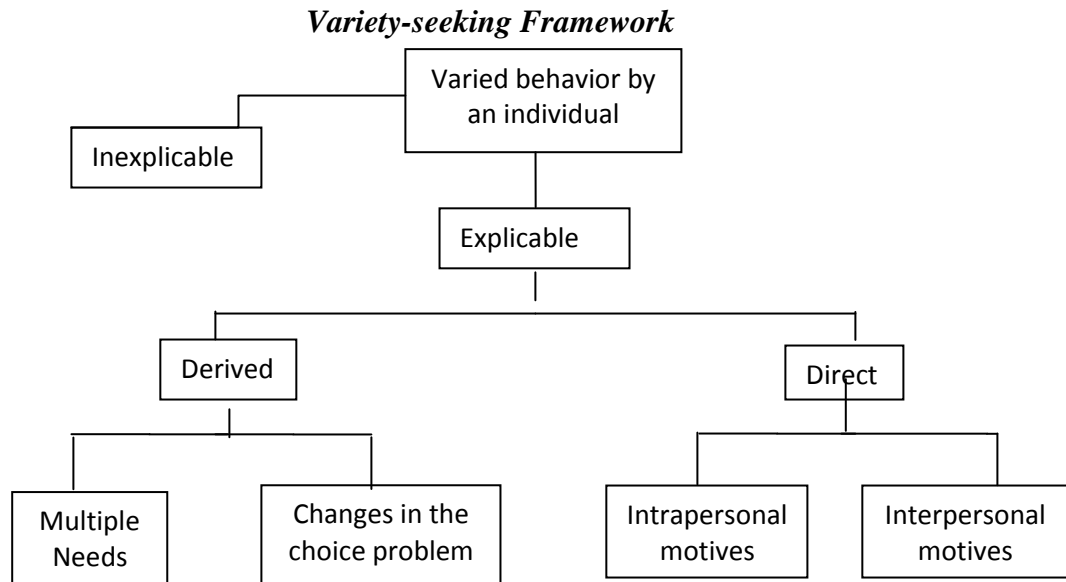 Variety-seeking Framework
Varied behavior by
an individual
Inexplicable
Explicable
Derived
Direct
Multiple
Needs
Changes in the
choice problem
Intrapersonal
motives
Interpersonal
motives